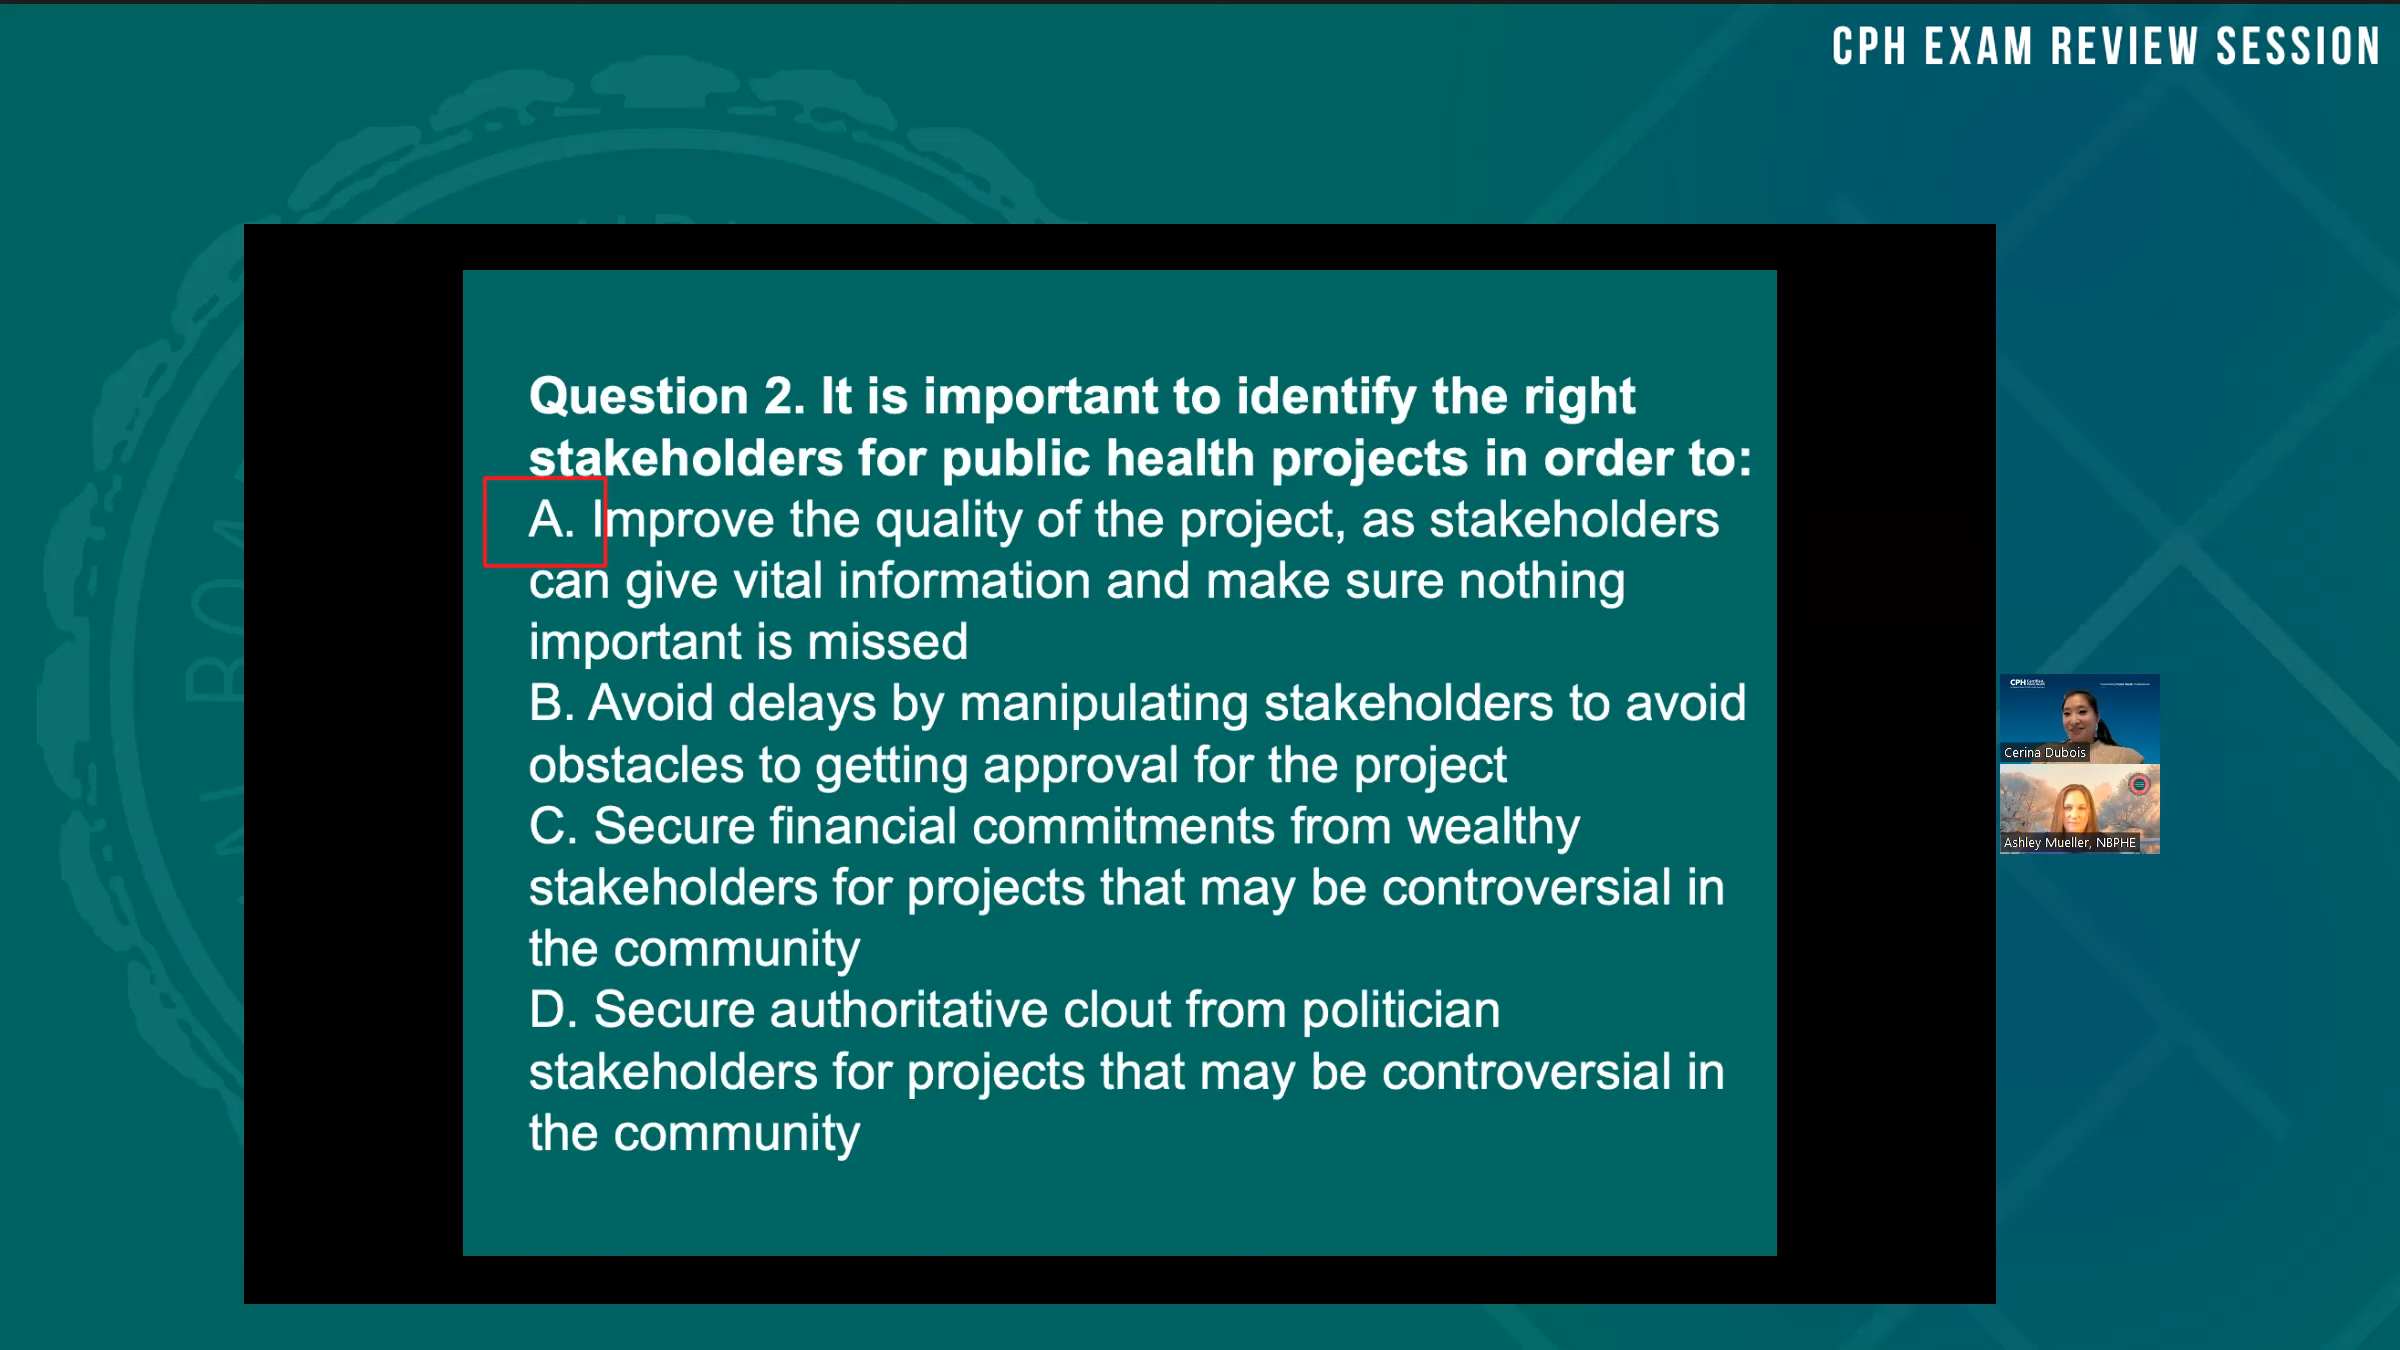 CPH EXAM REVIEW SESSION
Question 2. It is important to identify the right
stakeholders for public health projects in order to:
A. Improve the quality of the project, as stakeholders
can give vital information and make sure nothing
important is missed
B. Avoid delays by manipulating stakeholders to avoid
obstacles to getting approval for the project
C. Secure financial commitments from wealthy
stakeholders for projects that may be controversial in
the community
D. Secure authoritative clout from politician
stakeholders for projects that may be controversial in
the community
CPH
Cerina Dubois
Ashley Mueller, NBPHE